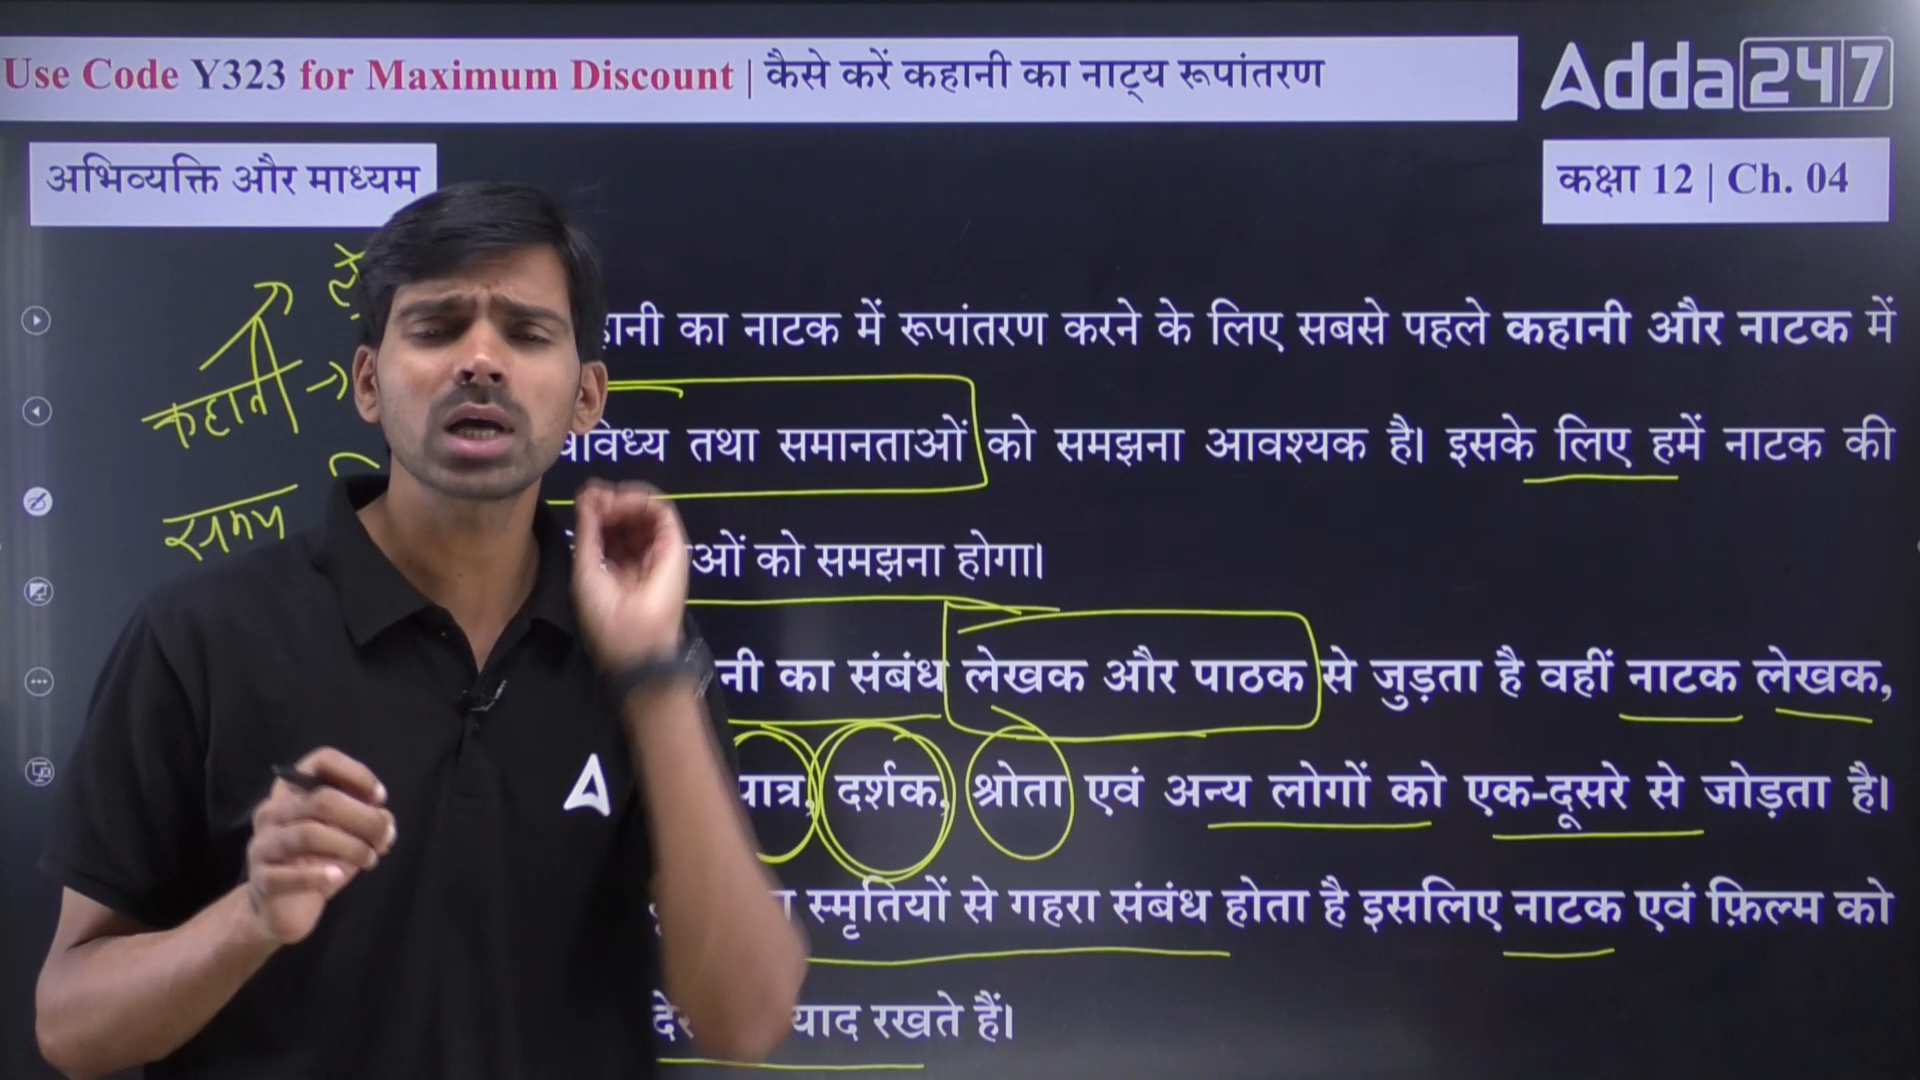 Use Code Y323 for Maximum Discount | कैसे करें कहानी का नाट्य रूपांतरण
Adda247
अभिव्यक्ति और माध्यम
कक्षा 12 | Ch. 04
का नाटक में रूपांतरण करने के लिए सबसे पहले कहानी और नाटक में
कहानी
तथा समानताओं को समझना आवश्यक है। इसके लिए हमें नाटक की
समय
को समझना होगा।
का संबंध लेखक और पाठक से जुड़ता है वहीं नाटक लेखक,
पात्र, दर्शक, श्रोता एवं अन्य लोगों को एक-दूसरे से जोड़ता है।
स्मृतियों से गहरा संबंध होता है इसलिए नाटक एवं फ़िल्म को
याद रखते हैं।